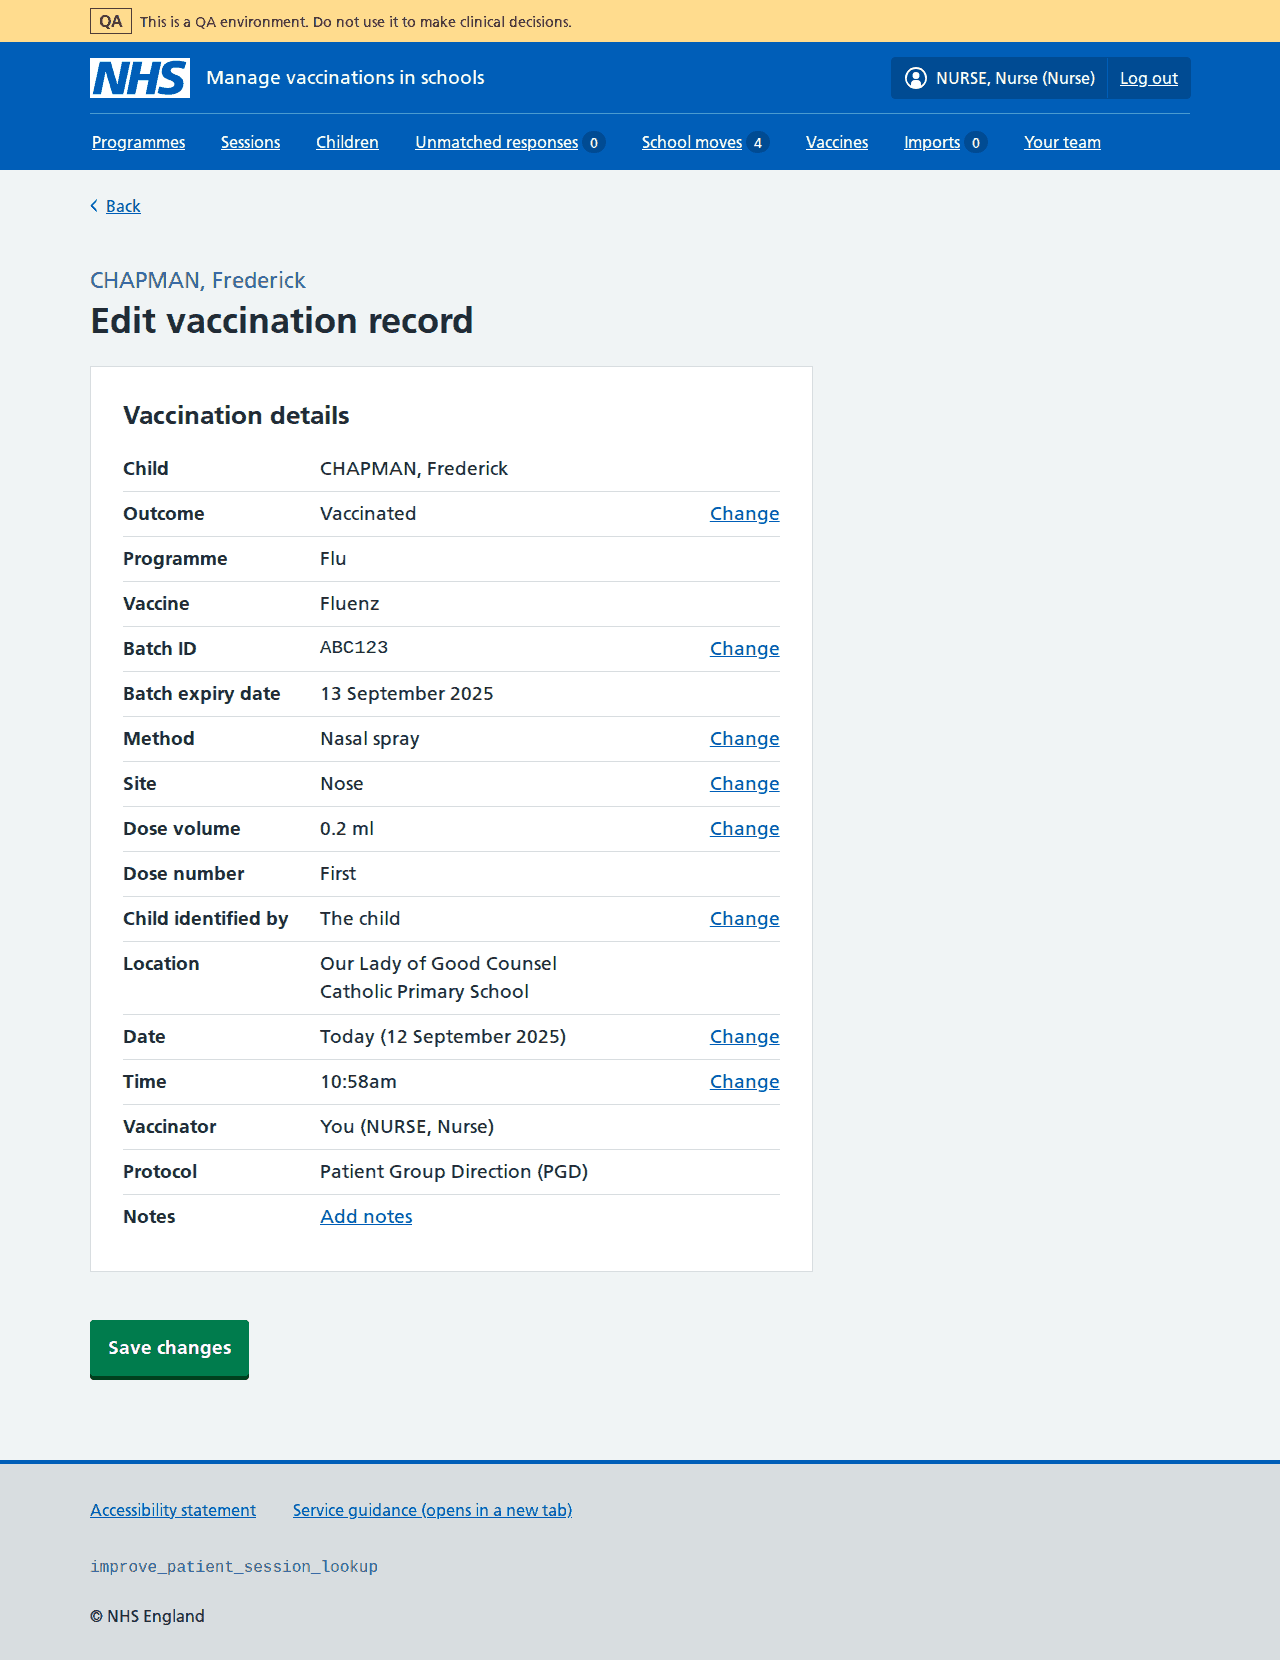 QA This is a QA environment. Do not use it to make clinical decisions.
NHS Manage vaccinations in schools NURSE, Nurse (Nurse) Log out
Programmes Sessions Children Unmatched responses 0 School moves 4 Vaccines Imports 0 Your team
Back
CHAPMAN, Frederick
Edit vaccination record
Vaccination details
Child CHAPMAN, Frederick
Outcome Vaccinated Change
Programme Flu
Vaccine Fluenz
Batch ID ABC123 Change
Batch expiry date 13 September 2025
Method Nasal spray Change
Site Nose Change
Dose volume 0.2 ml Change
Dose number First
Child identified by The child Change
Location Our Lady of Good Counsel
Catholic Primary School
Date Today (12 September 2025) Change
Time 10:58am Change
Vaccinator You (NURSE, Nurse)
Protocol Patient Group Direction (PGD)
Notes Add notes
Save changes
Accessibility statement Service guidance (opens in a new tab)
improve_patient_session_lookup
© NHS England